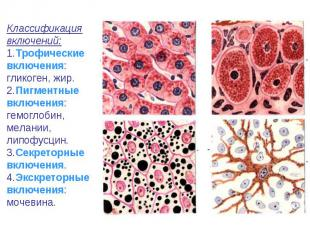 Классификация
включений:
1.Трофические
включения:
гликоген, жир.
2.Пигментные
включения:
гемоглобин,
мелании,
липофусцин.
3.Секреторные
включения.
4.Экскреторные
включения:
мочевина.